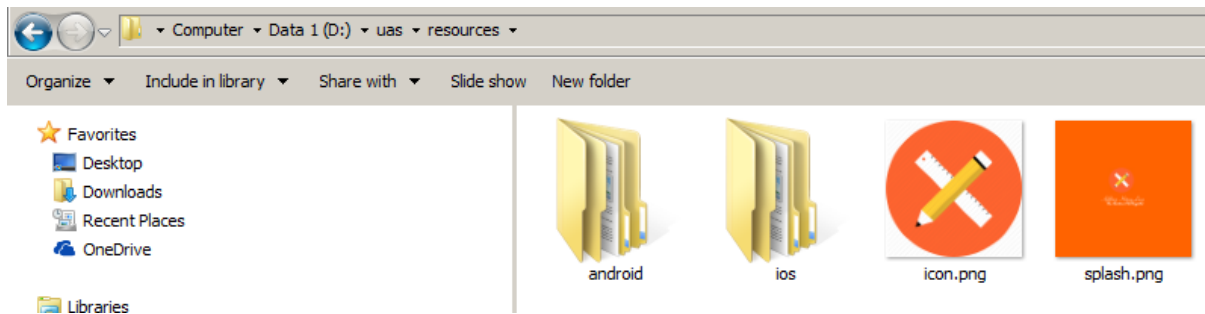 Computer Data 1 (D:) uas resources
Organize Include in library Share with Slide show New folder
Favorites
Desktop
Downloads
Recent Places
OneDrive
Libraries
android
ios
icon.png
splash.png